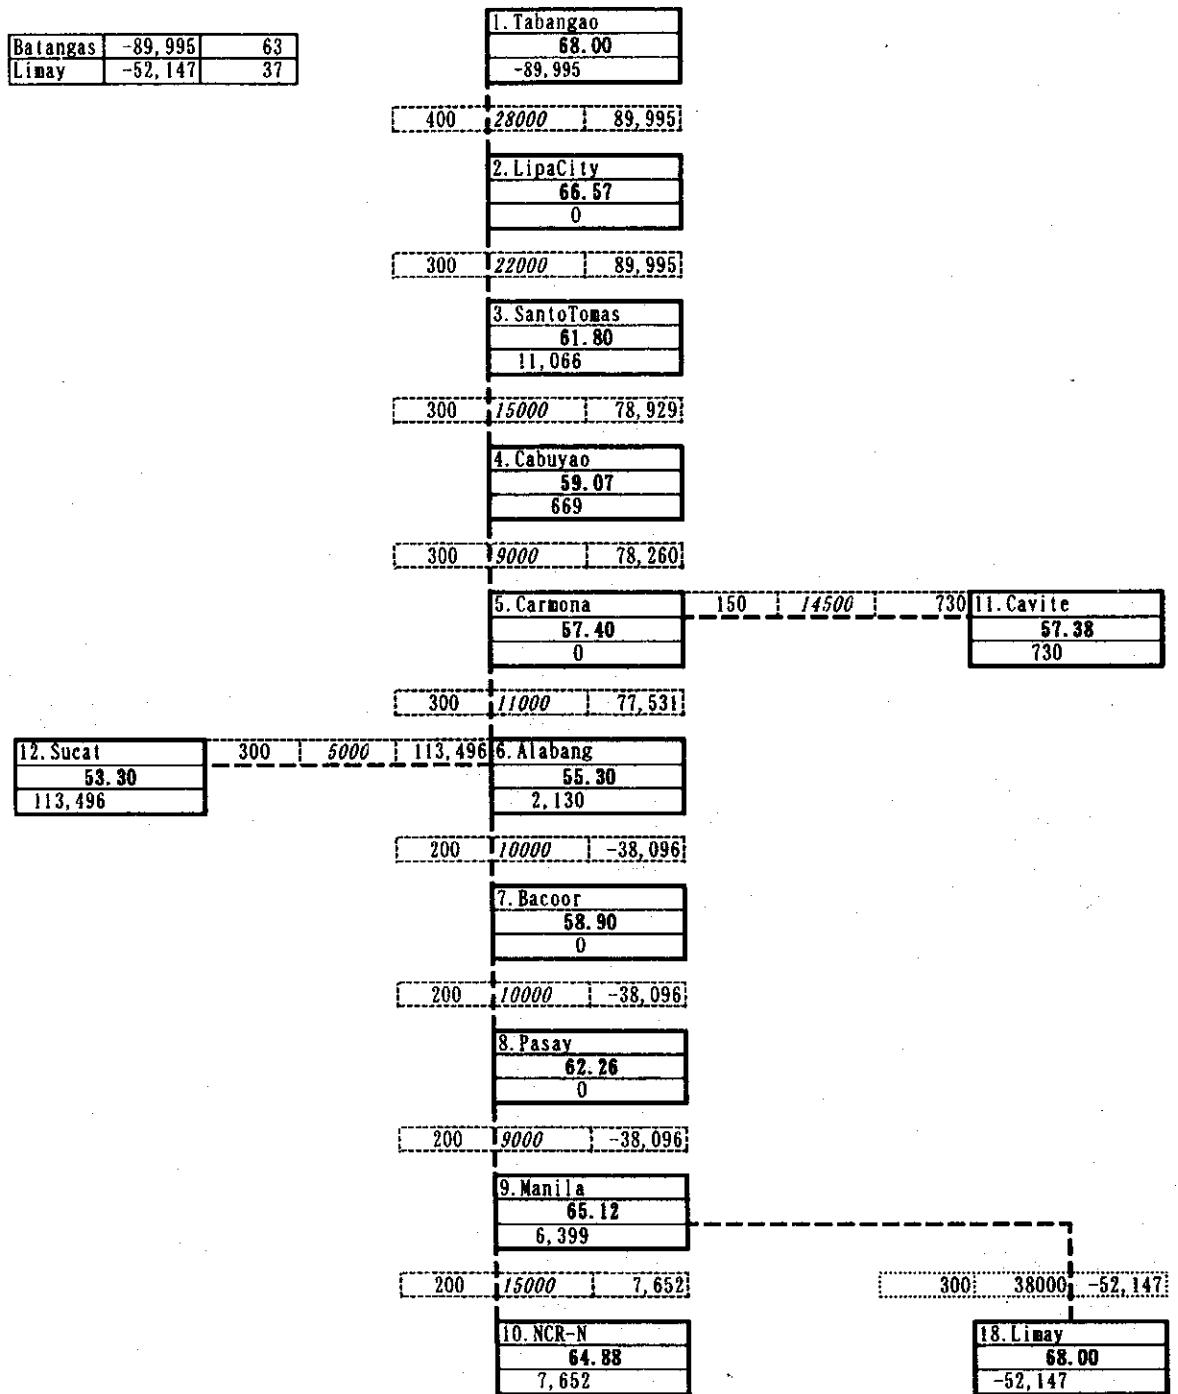 1. Tabangao
68.00
-89,995
Batangas -89,995 63
Limay -52,147 37
400 28000 89,995
2. LipaCity
66.57
0
300 22000 89,995
3. SantoTomas
61.80
11,066
300 15000 78,929
4. Cabuyao
59.07
669
300 9000 78,260
5. Carmona
57.40
0
150 14500 730
11. Cavite
57.38
730
300 11000 77,531
12. Sucat
53.30
113,496
300 5000 113,496
6. Alabang
55.30
2,130
200 10000 -38,096
7. Bacoor
58.90
0
200 10000 -38,096
8. Pasay
62.26
0
200 9000 -38,096
9. Manila
65.12
6,399
200 15000 7,652
300 38000 -52,147
10. NCR-N
64.88
7,652
18. Limay
68.00
-52,147